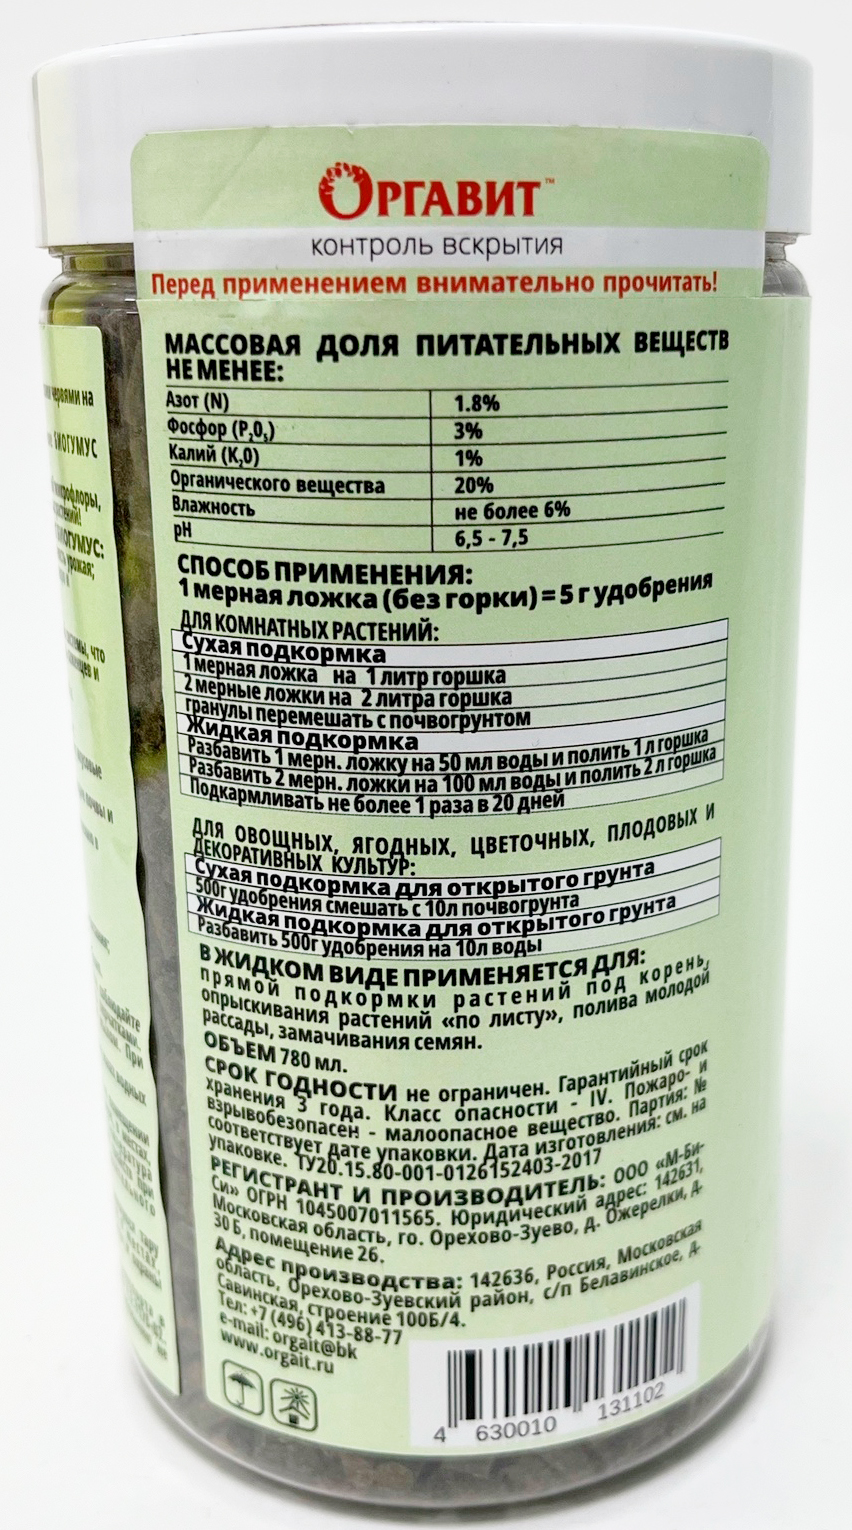 ОРГАВИТ™
контроль вскрытия
Перед применением внимательно прочитать!
МАССОВАЯ ДОЛЯ ПИТАТЕЛЬНЫХ ВЕЩЕСТВ
НЕ МЕНЕЕ:
Азот (N) 1.8%
Фосфор (P₂O₅) 3%
Калий (K₂O) 1%
Органического вещества 20%
Влажность не более 6%
pH 6,5 - 7,5
СПОСОБ ПРИМЕНЕНИЯ:
1 мерная ложка (без горки) = 5 г удобрения
ДЛЯ КОМНАТНЫХ РАСТЕНИЙ:
Сухая подкормка
1 мерная ложка на 1 литр горшка
2 мерные ложки на 2 литра горшка
гранулы перемешать с почвогрунтом
Жидкая подкормка
Разбавить 1 мерн. ложку на 50 мл воды и полить 1 л горшка
Разбавить 2 мерн. ложки на 100 мл воды и полить 2 л горшка
Подкармливать не более 1 раза в 20 дней
ДЛЯ ОВОЩНЫХ, ЯГОДНЫХ, ЦВЕТОЧНЫХ, ПЛОДОВЫХ И
ДЕКОРАТИВНЫХ КУЛЬТУР:
Сухая подкормка для открытого грунта
500г удобрения смешать с 10л почвогрунта
Жидкая подкормка для открытого грунта
Разбавить 500г удобрения на 10л воды
В ЖИДКОМ ВИДЕ ПРИМЕНЯЕТСЯ ДЛЯ:
прямой подкормки растений под корень,
опрыскивания растений «по листу», полива молодой
рассады, замачивания семян.
ОБЪЕМ 780 мл.
СРОК ГОДНОСТИ не ограничен. Гарантийный срок
хранения 3 года. Класс опасности - IV. Пожаро- и
взрывобезопасен - малоопасное вещество. Партия: №
соответствует дате упаковки. Дата изготовления: см. на
упаковке. ТУ20.15.80-001-0126152403-2017
РЕГИСТРАНТ И ПРОИЗВОДИТЕЛЬ: ООО «М-Би-
Си» ОГРН 1045007011565. Юридический адрес: 142631,
Московская область, го. Орехово-Зуево, д. Ожерелки, д.
30 Б, помещение 26.
Адрес производства: 142636, Россия, Московская
область, Орехово-Зуевский район, с/п Белавинское, д.
Савинская, строение 100Б/4.
Тел: +7 (496) 413-88-77
e-mail: orgait@bk
www.orgait.ru
4 630010 131102
червями на
БИОГУМУС
урожая;